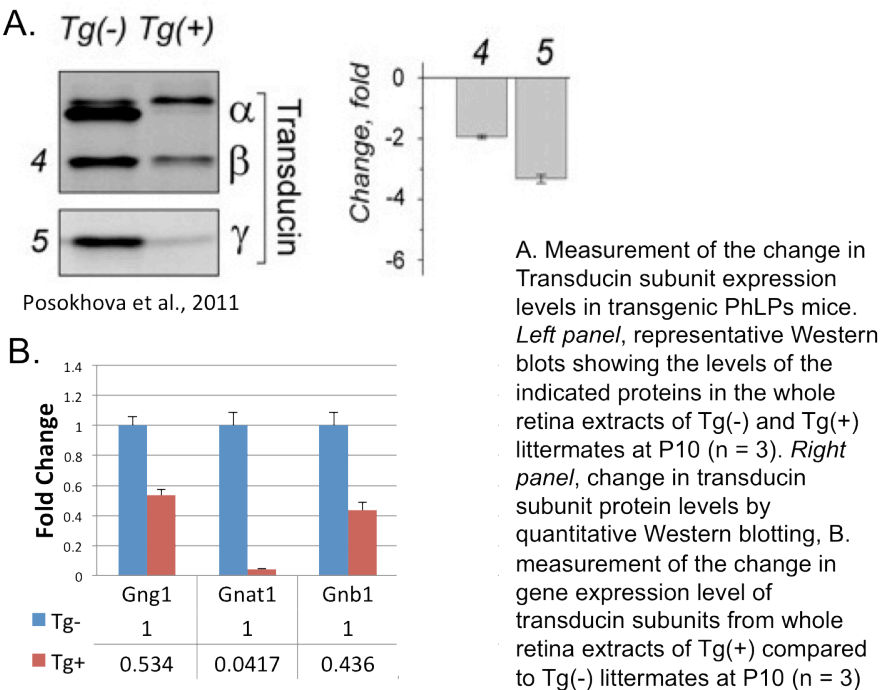 A.
Tg(-) Tg(+)
4
5
α
β
γ
Transducin
Posokhova et al., 2011
4 5
Change, fold
0
-2
-4
-6
A. Measurement of the change in
Transducin subunit expression
levels in transgenic PhLPs mice.
Left panel, representative Western
blots showing the levels of the
indicated proteins in the whole
retina extracts of Tg(-) and Tg(+)
littermates at P10 (n = 3). Right
panel, change in transducin
subunit protein levels by
quantitative Western blotting, B.
measurement of the change in
gene expression level of
transducin subunits from whole
retina extracts of Tg(+) compared
to Tg(-) littermates at P10 (n = 3)
B.
Fold Change
1.4
1.2
1
0.8
0.6
0.4
0.2
0
Gng1 Gnat1 Gnb1
Tg- 1 1 1
Tg+ 0.534 0.0417 0.436